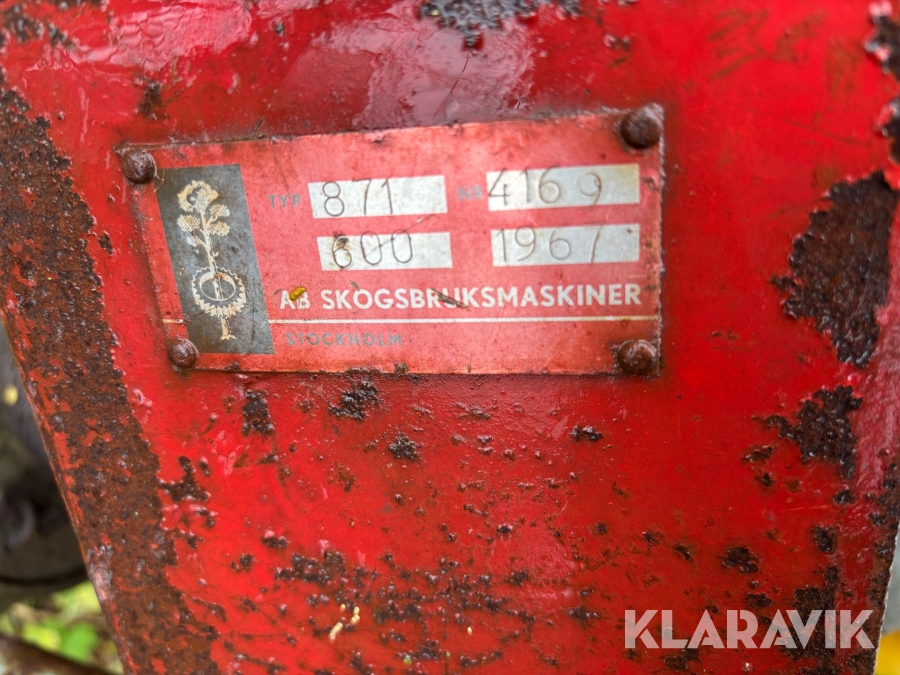 TYP 871 NR 4169
600 1967
AB SKOGSBRUKSMASKINER
STOCKHOLM
KLARAVIK